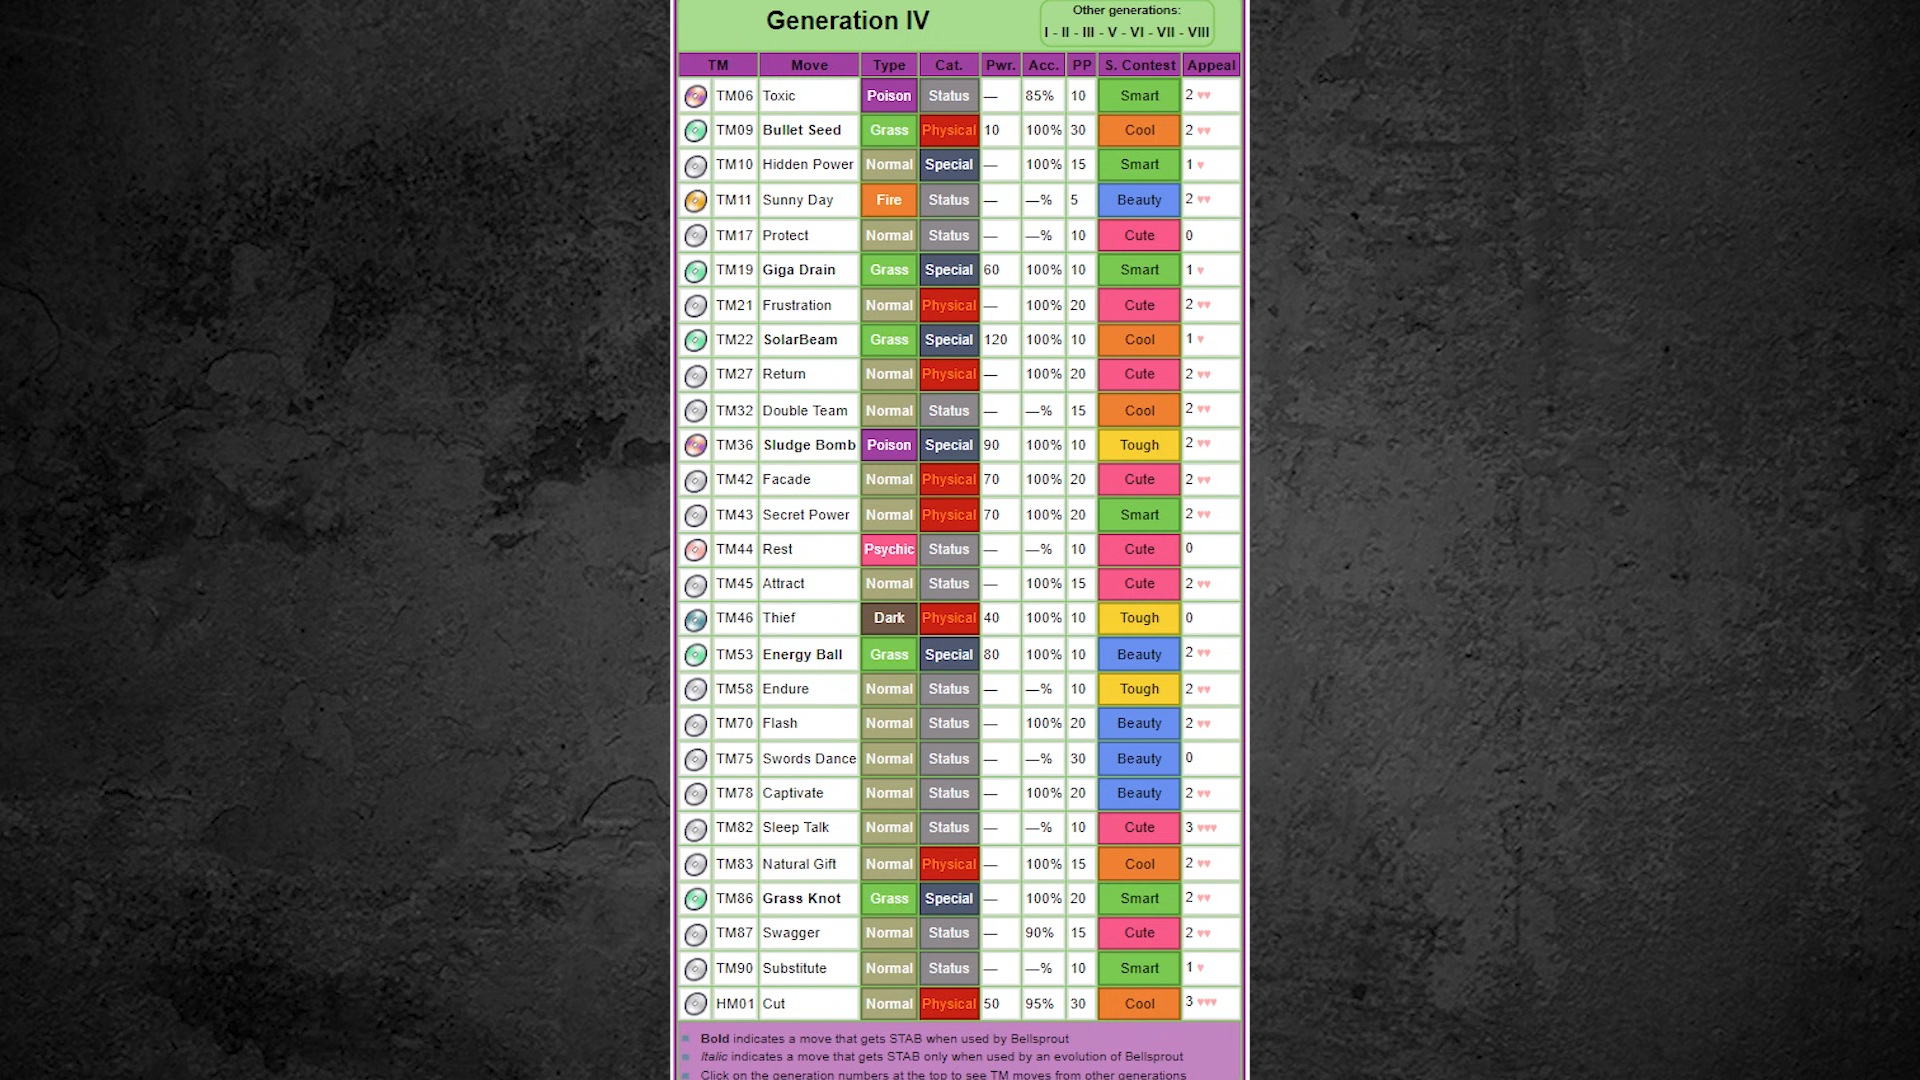 Generation IV
Other generations:
I - II - III - V - VI - VII - VIII
TM Move Type Cat. Pwr. Acc. PP S. Contest Appeal
TM06 Toxic Poison Status — 85% 10 Smart 2 ♥♥
TM09 Bullet Seed Grass Physical 10 100% 30 Cool 2 ♥♥
TM10 Hidden Power Normal Special — 100% 15 Smart 1 ♥
TM11 Sunny Day Fire Status — —% 5 Beauty 2 ♥♥
TM17 Protect Normal Status — —% 10 Cute 0
TM19 Giga Drain Grass Special 60 100% 10 Smart 1 ♥
TM21 Frustration Normal Physical — 100% 20 Cute 2 ♥♥
TM22 SolarBeam Grass Special 120 100% 10 Cool 1 ♥
TM27 Return Normal Physical — 100% 20 Cute 2 ♥♥
TM32 Double Team Normal Status — —% 15 Cool 2 ♥♥
TM36 Sludge Bomb Poison Special 90 100% 10 Tough 2 ♥♥
TM42 Facade Normal Physical 70 100% 20 Cute 2 ♥♥
TM43 Secret Power Normal Physical 70 100% 20 Smart 2 ♥♥
TM44 Rest Psychic Status — —% 10 Cute 0
TM45 Attract Normal Status — 100% 15 Cute 2 ♥♥
TM46 Thief Dark Physical 40 100% 10 Tough 0
TM53 Energy Ball Grass Special 80 100% 10 Beauty 2 ♥♥
TM58 Endure Normal Status — —% 10 Tough 2 ♥♥
TM70 Flash Normal Status — 100% 20 Beauty 2 ♥♥
TM75 Swords Dance Normal Status — —% 30 Beauty 0
TM78 Captivate Normal Status — 100% 20 Beauty 2 ♥♥
TM82 Sleep Talk Normal Status — —% 10 Cute 3 ♥♥♥
TM83 Natural Gift Normal Physical — 100% 15 Cool 2 ♥♥
TM86 Grass Knot Grass Special — 100% 20 Smart 2 ♥♥
TM87 Swagger Normal Status — 90% 15 Cute 2 ♥♥
TM90 Substitute Normal Status — —% 10 Smart 1 ♥
HM01 Cut Normal Physical 50 95% 30 Cool 3 ♥♥♥
Bold indicates a move that gets STAB when used by Bellsprout
Italic indicates a move that gets STAB only when used by an evolution of Bellsprout
Click on the generation numbers at the top to see TM moves from other generations